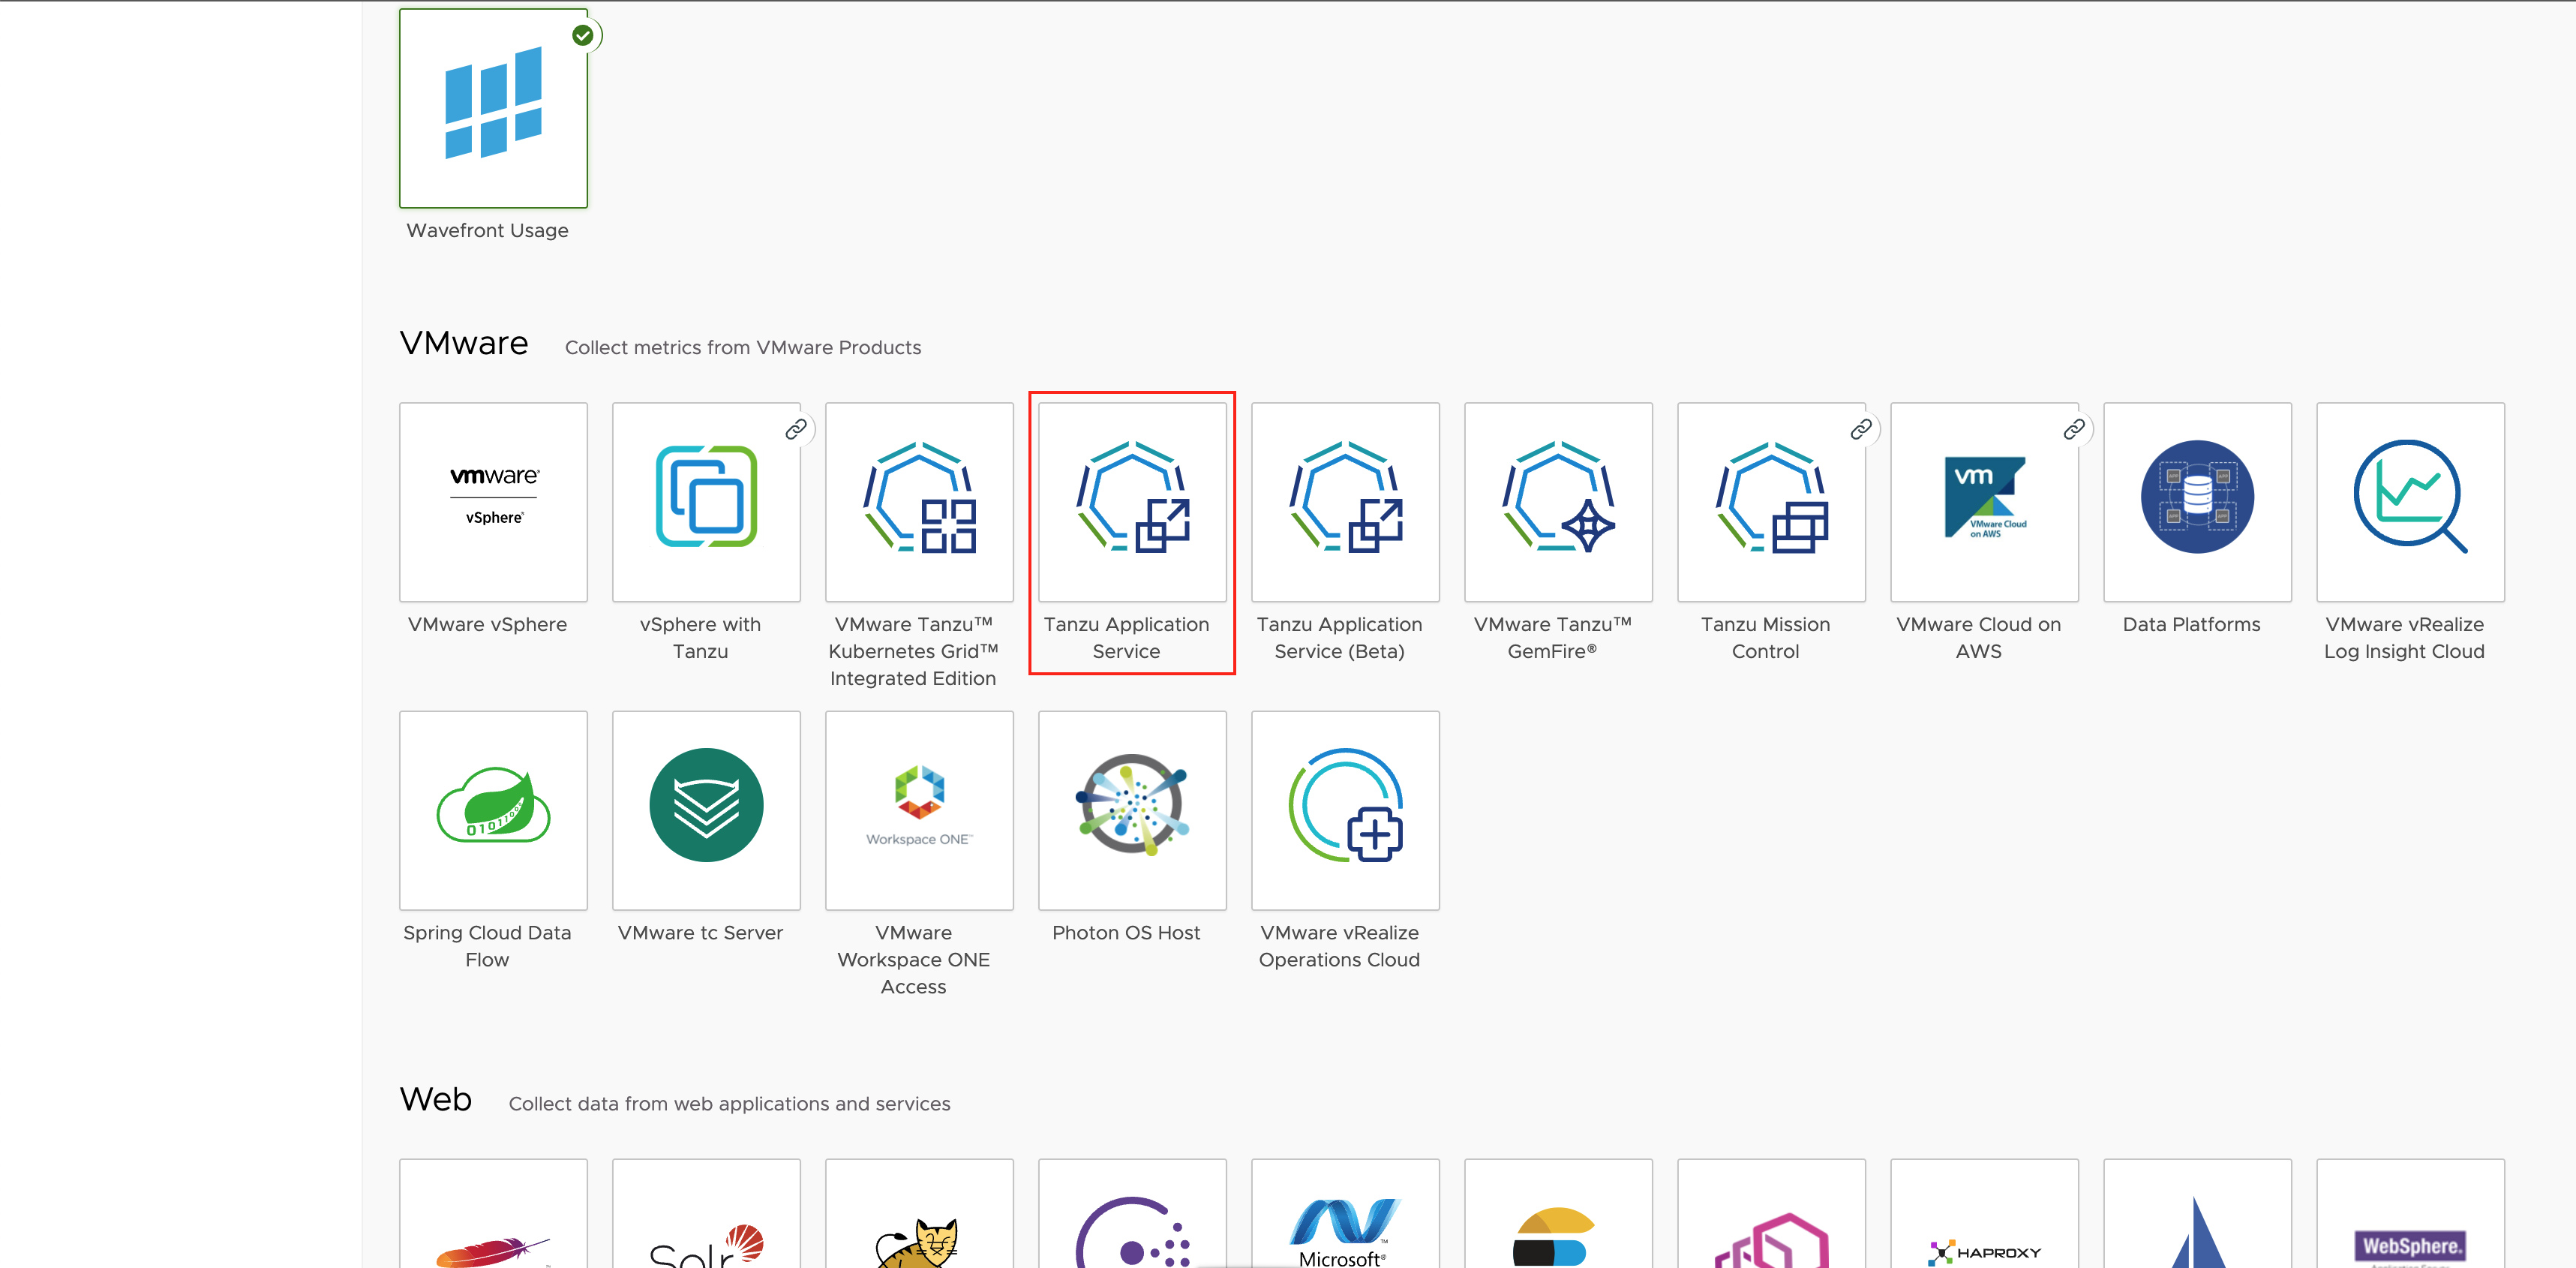 Wavefront Usage
VMware Collect metrics from VMware Products
vmware®
vSphere®
vm
VMware Cloud
on AWS
VMware vSphere
vSphere with
Tanzu
VMware Tanzu™
Kubernetes Grid™
Integrated Edition
Tanzu Application
Service
Tanzu Application
Service (Beta)
VMware Tanzu™
GemFire®
Tanzu Mission
Control
VMware Cloud on
AWS
Data Platforms
VMware vRealize
Log Insight Cloud
Workspace ONE™
Spring Cloud Data
Flow
VMware tc Server
VMware
Workspace ONE
Access
Photon OS Host
VMware vRealize
Operations Cloud
Web Collect data from web applications and services
Solr
Microsoft®
HAPROXY
WebSphere.